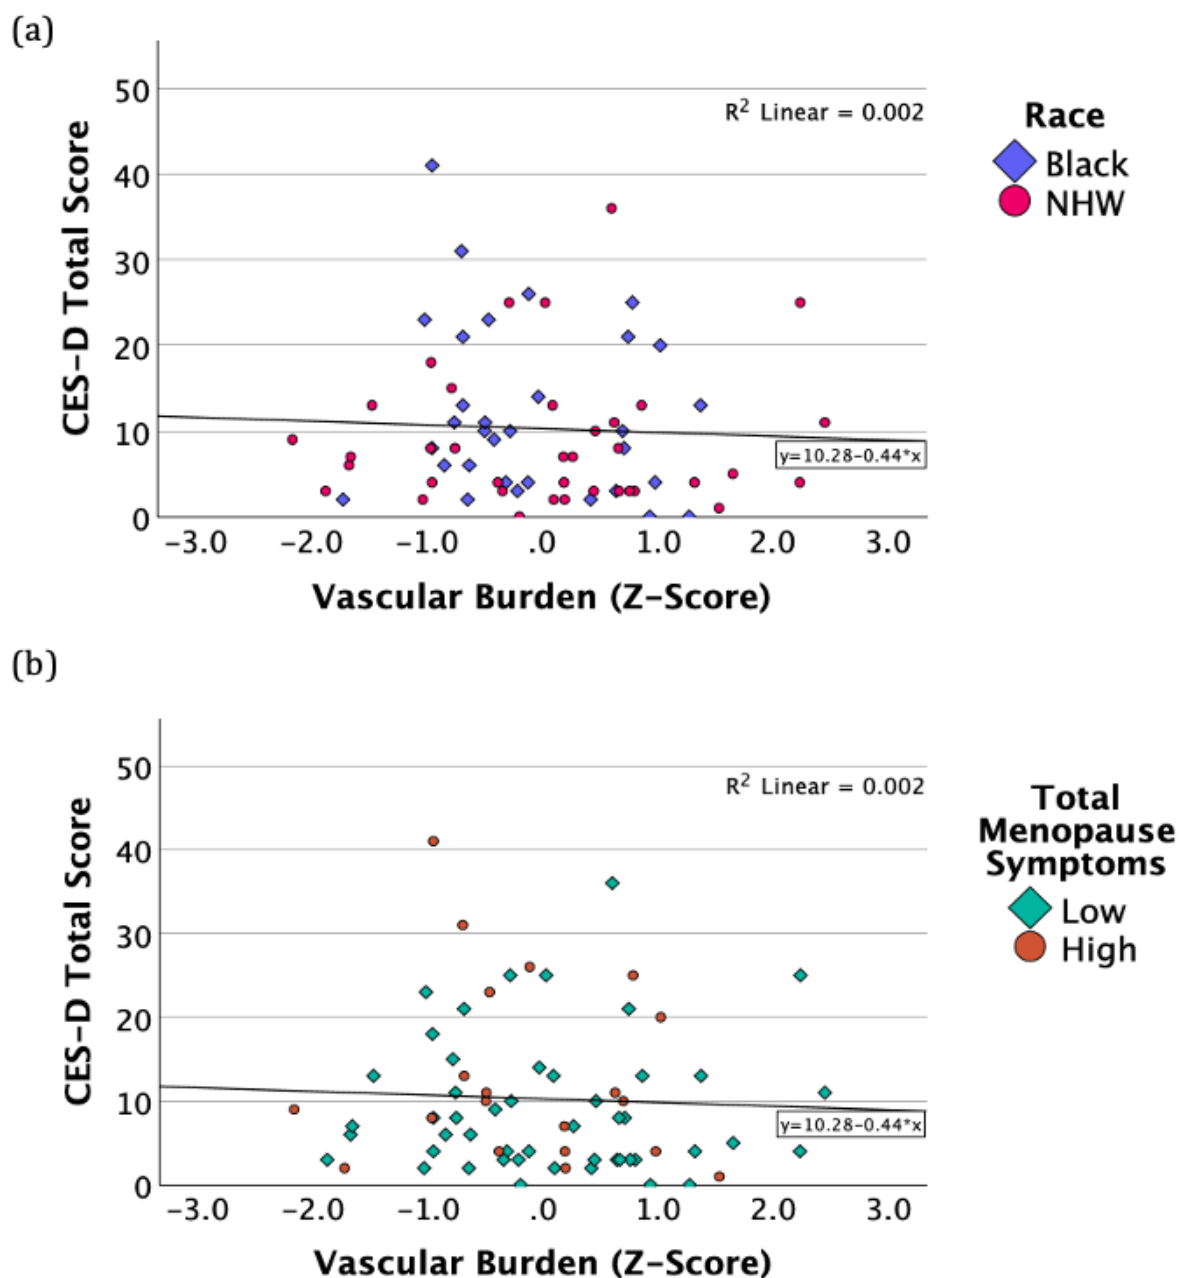 (a)
50
R² Linear = 0.002
Race
Black
NHW
40
30
20
10
0
CES-D Total Score
y=10.28-0.44*x
-3.0 -2.0 -1.0 .0 1.0 2.0 3.0
Vascular Burden (Z-Score)
(b)
50
R² Linear = 0.002
Total
Menopause
Symptoms
Low
High
40
30
20
10
0
CES-D Total Score
y=10.28-0.44*x
-3.0 -2.0 -1.0 .0 1.0 2.0 3.0
Vascular Burden (Z-Score)